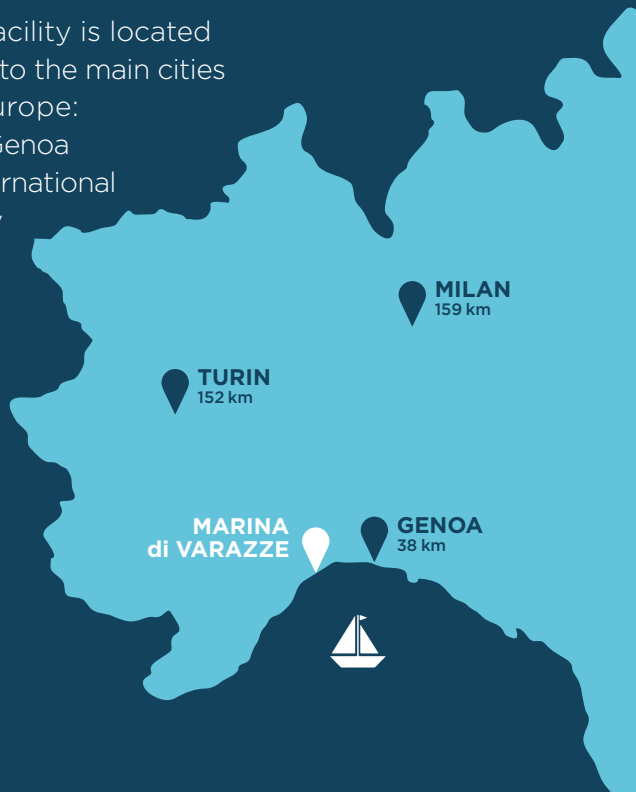 acility is located
to the main cities
urope:
Genoa
rnational
MILAN
159 km
TURIN
152 km
MARINA
di VARAZZE
GENOA
38 km